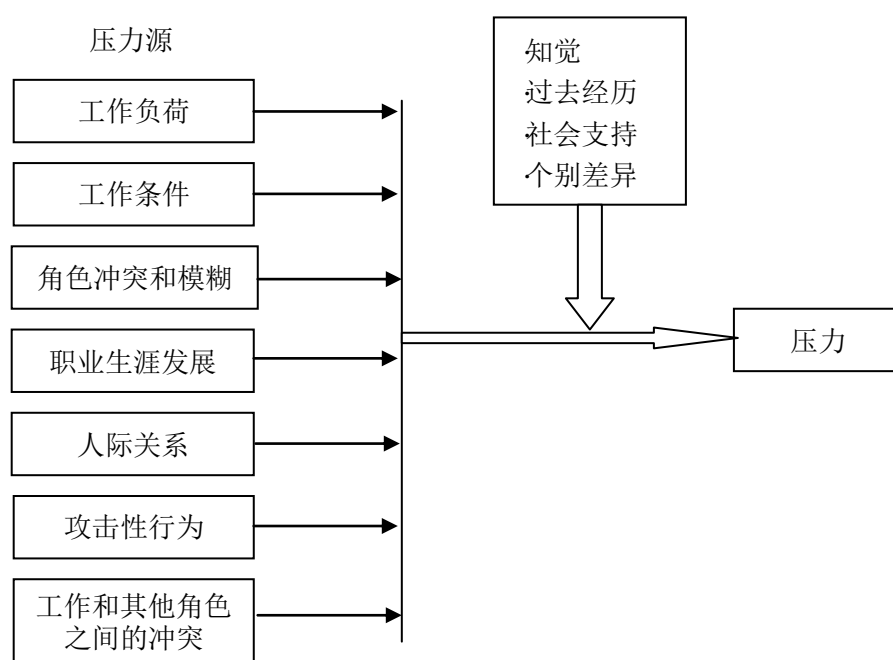 压力源
工作负荷
工作条件
角色冲突和模糊
职业生涯发展
人际关系
攻击性行为
工作和其他角色
之间的冲突
·知觉
·过去经历
·社会支持
·个别差异
压力